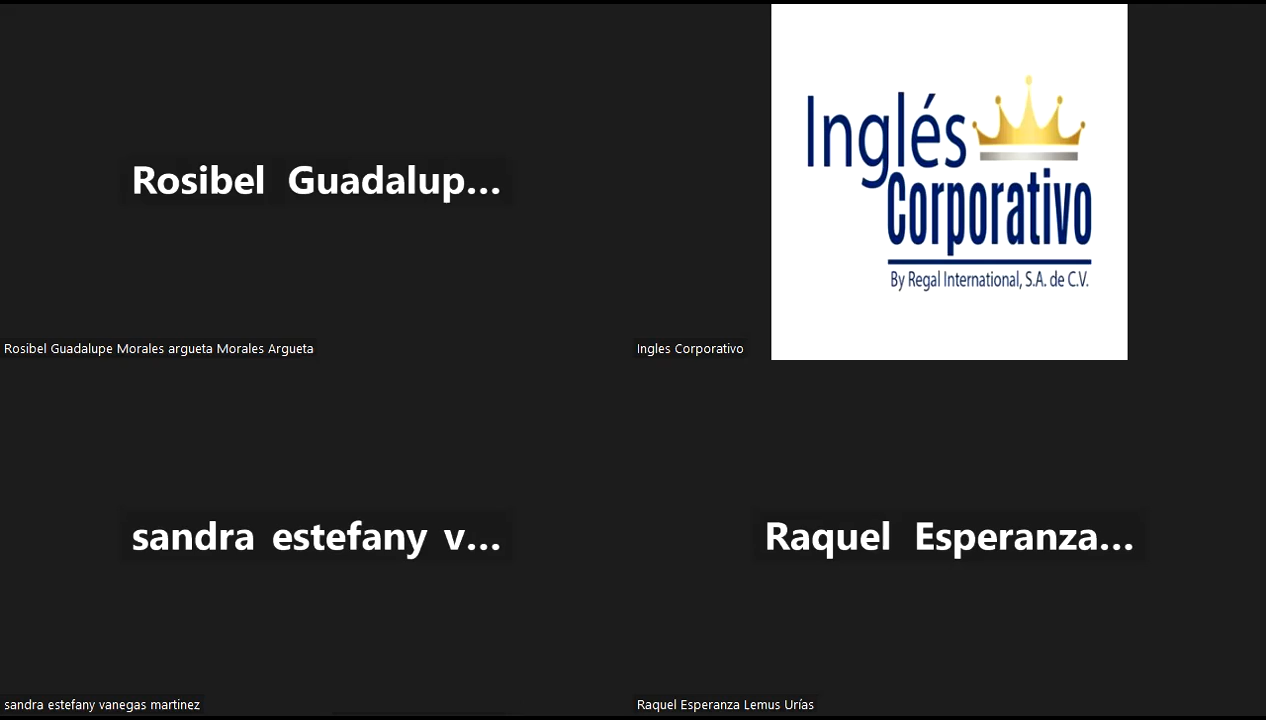 Rosibel Guadalup...
Rosibel Guadalupe Morales argueta Morales Argueta
Inglés
Corporativo
By Regal International, S.A. de C.V.
Ingles Corporativo
sandra estefany v...
sandra estefany vanegas martinez
Raquel Esperanza...
Raquel Esperanza Lemus Urías